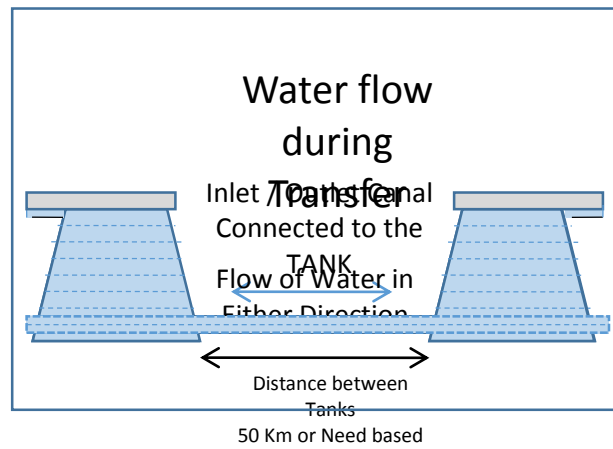 Water flow
during
Transfer
Inlet / Outlet Canal
Connected to the
TANK
Flow of Water in
Either Direction
Distance between
Tanks
50 Km or Need based